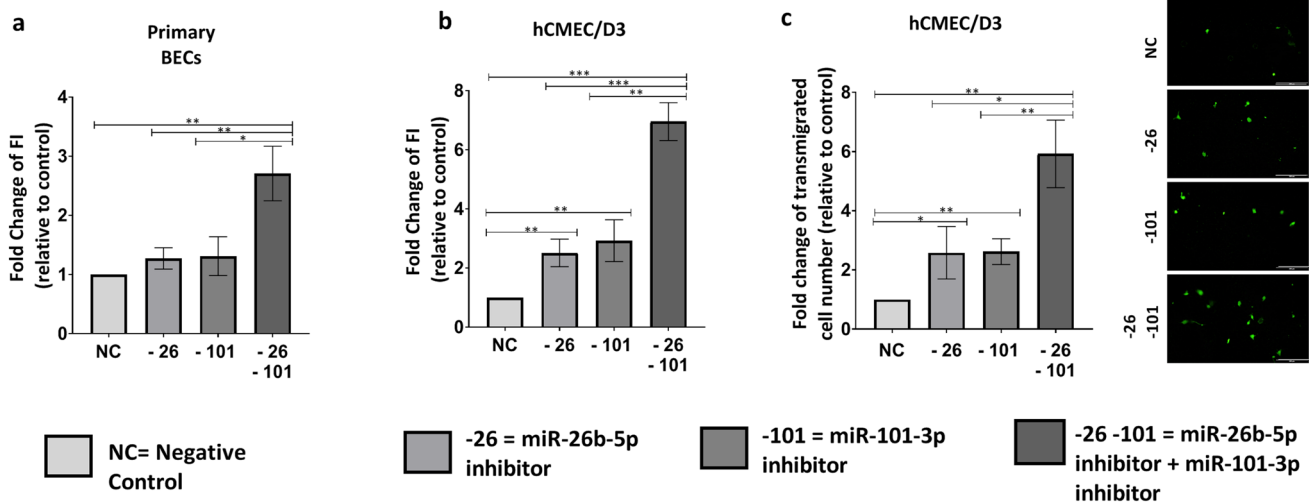 a
Primary
BECs
Fold Change of FI
(relative to control)
4
3
2
1
0
**
**
*
NC
- 26
- 101
- 26
- 101
b
hCMEC/D3
Fold Change of FI
(relative to control)
8
6
4
2
0
***
***
**
**
**
NC
- 26
- 101
- 26
- 101
c
hCMEC/D3
Fold change of transmigrated
cell number (relative to control)
8
6
4
2
0
**
*
**
**
*
NC
- 26
- 101
- 26
- 101
NC
-26
-101
-26
-101
NC= Negative
Control
-26 = miR-26b-5p
inhibitor
-101 = miR-101-3p
inhibitor
-26 -101 = miR-26b-5p
inhibitor + miR-101-3p
inhibitor